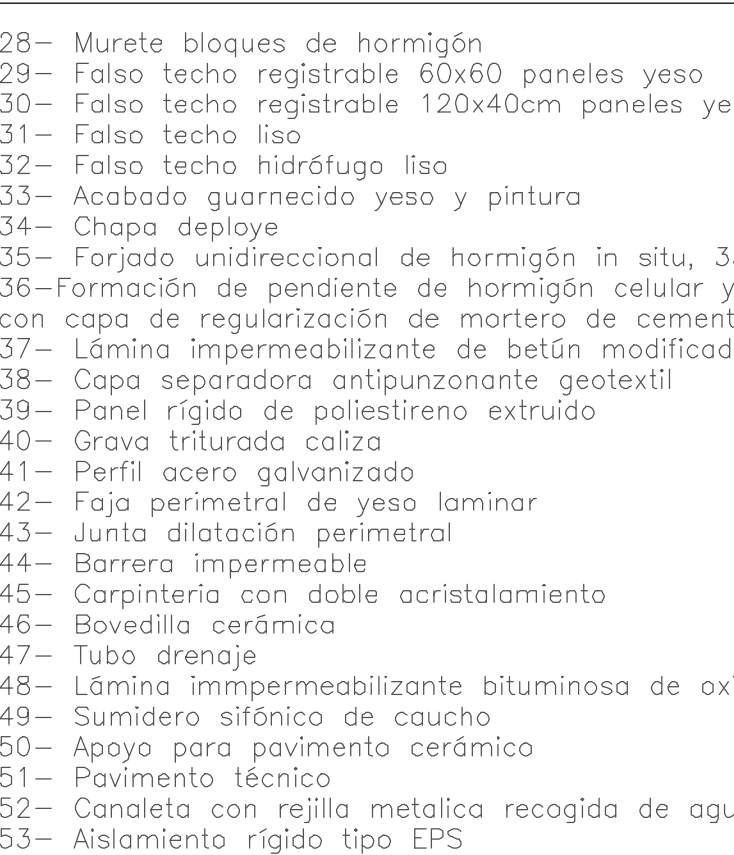 28– Murete bloques de hormigón
29– Falso techo registrable 60x60 paneles yeso
30– Falso techo registrable 120x40cm paneles ye
31– Falso techo liso
32– Falso techo hidrófugo liso
33– Acabado guarnecido yeso y pintura
34– Chapa deploye
35– Forjado unidireccional de hormigón in situ, 3
36–Formación de pendiente de hormigón celular y
con capa de regularización de mortero de cement
37– Lámina impermeabilizante de betún modificad
38– Capa separadora antipunzonante geotextil
39– Panel rígido de poliestireno extruido
40– Grava triturada caliza
41– Perfil acero galvanizado
42– Faja perimetral de yeso laminar
43– Junta dilatación perimetral
44– Barrera impermeable
45– Carpinteria con doble acristalamiento
46– Bovedilla cerámica
47– Tubo drenaje
48– Lámina immpermeabilizante bituminosa de ox
49– Sumidero sifónico de caucho
50– Apoyo para pavimento cerámico
51– Pavimento técnico
52– Canaleta con rejilla metalica recogida de agu
53– Aislamiento rígido tipo EPS